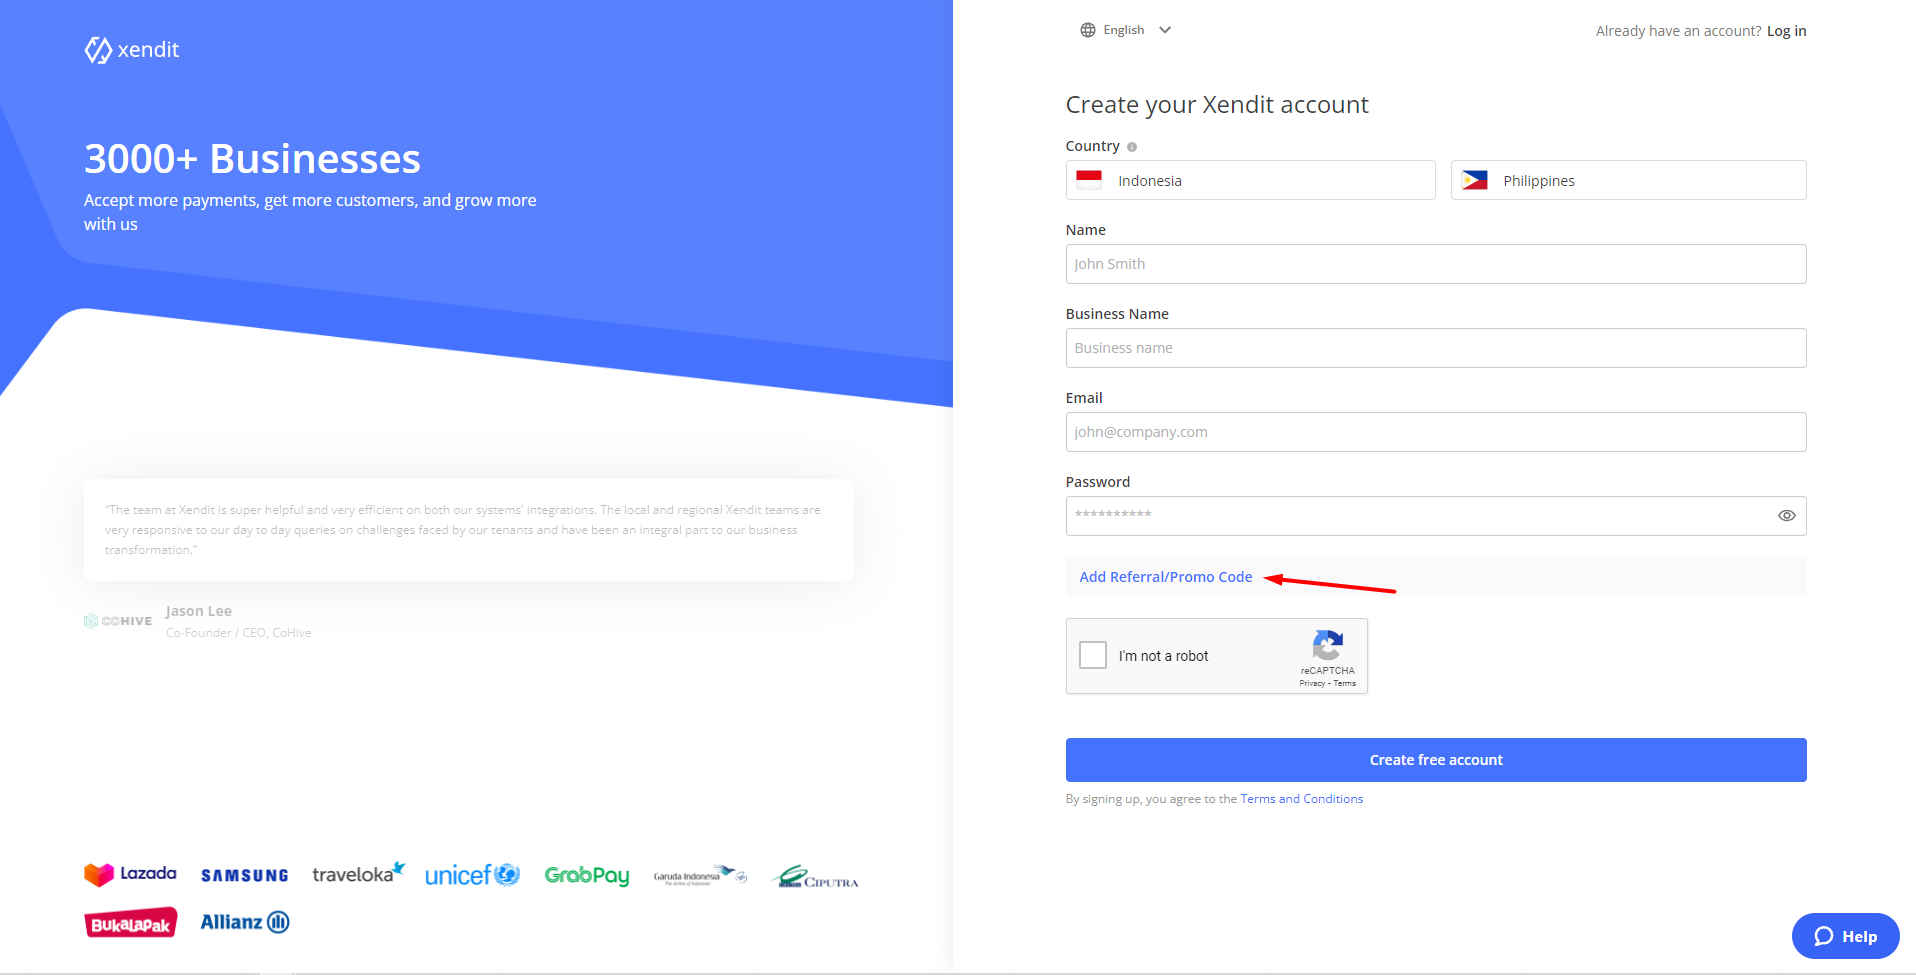 xendit
3000+ Businesses
Accept more payments, get more customers, and grow more
with us
“The team at Xendit is super helpful and very efficient on both our systems’ integrations. The local and regional Xendit teams are
very responsive to our day to day queries on challenges faced by our tenants and have been an integral part to our business
transformation.”
COHIVE
Jason Lee
Co-Founder / CEO, CoHive
Lazada
SAMSUNG
traveloka
unicef
GrabPay
Garuda Indonesia
The Airline of Indonesia
CIPUTRA
BukaLapak
Allianz
English
Already have an account? Log in
Create your Xendit account
Country
Indonesia
Philippines
Name
John Smith
Business Name
Business name
Email
john@company.com
Password
**********
Add Referral/Promo Code
I'm not a robot
reCAPTCHA
Privacy - Terms
Create free account
By signing up, you agree to the Terms and Conditions
Help